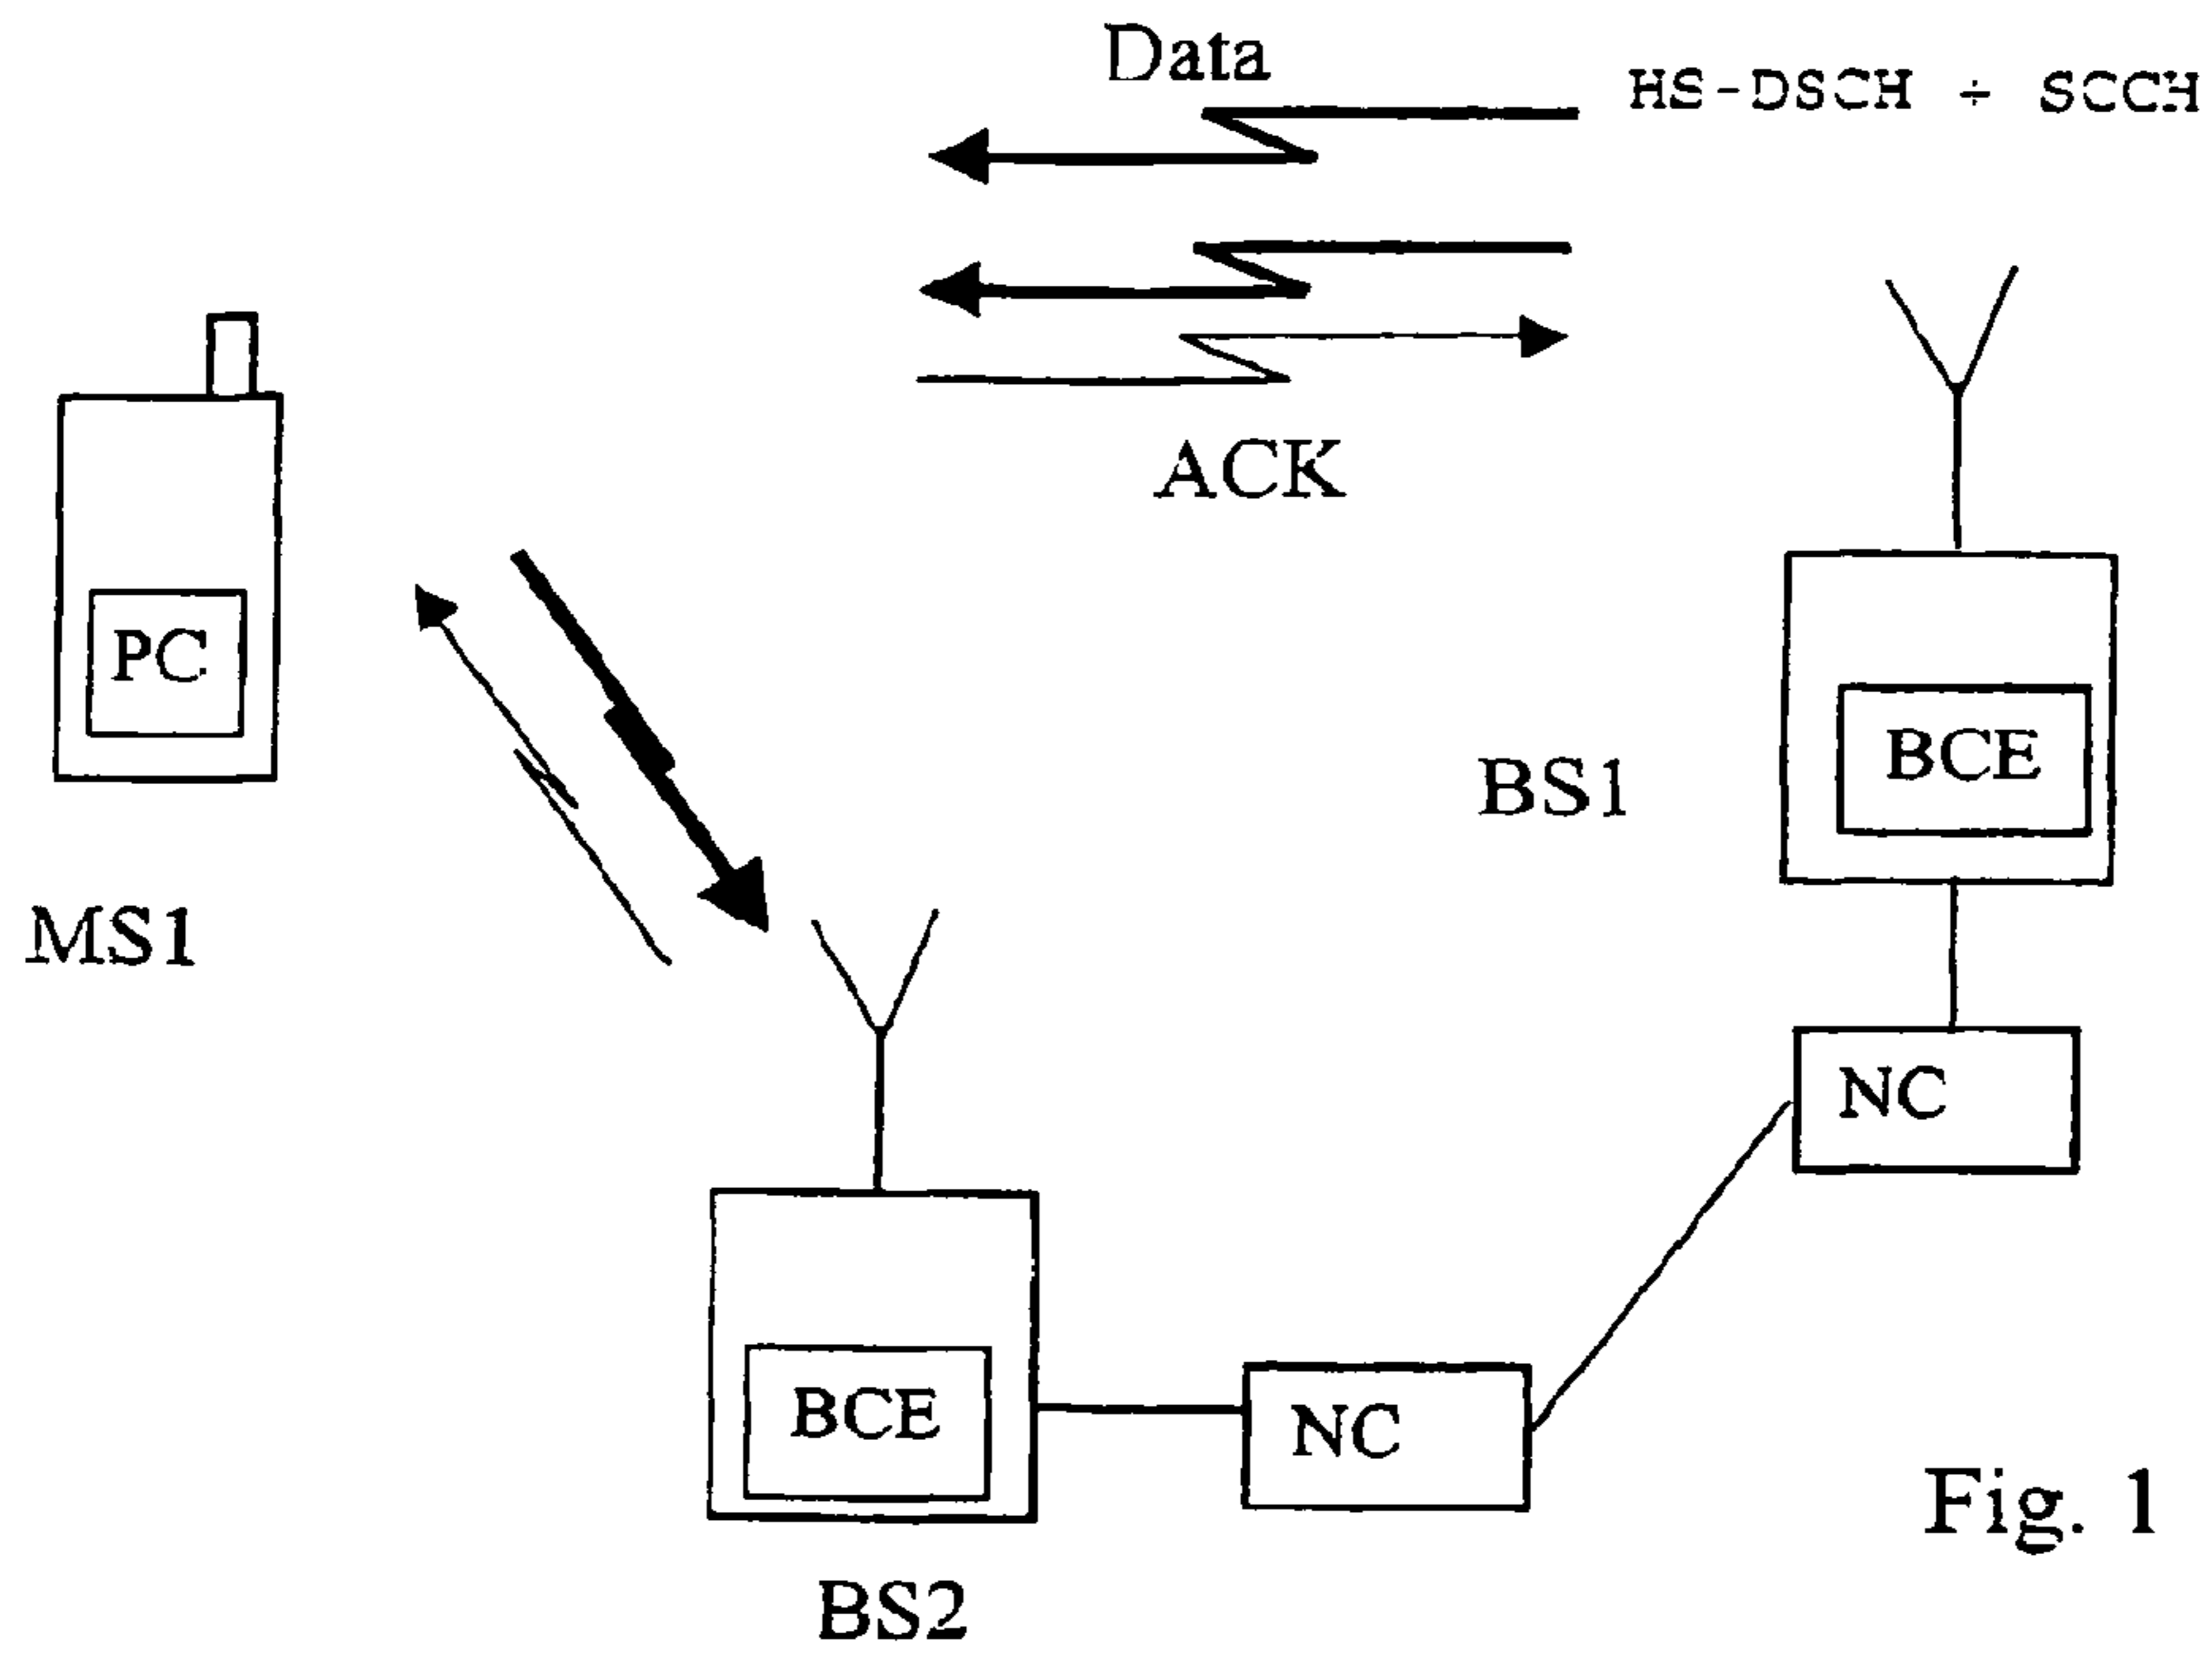 Data
HS-DSCH ÷ SCCH
ACK
PC
BCE
BS1
MS1
NC
BCE
NC
Fig. 1
BS2